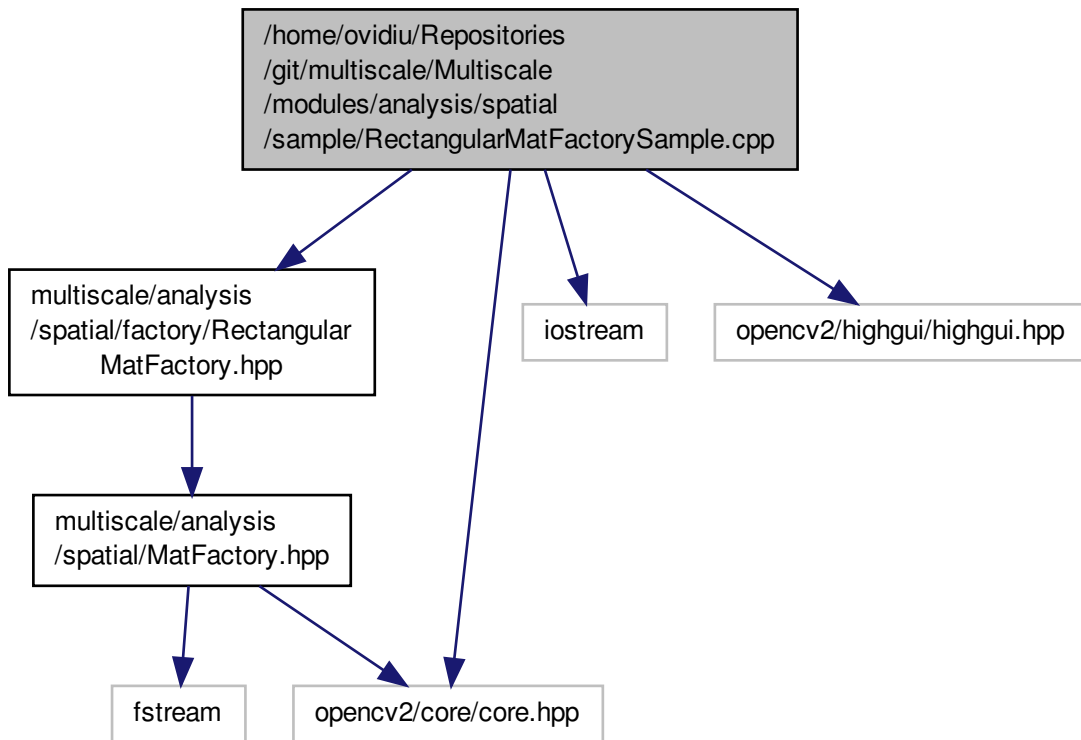 /home/ovidiu/Repositories
/git/multiscale/Multiscale
/modules/analysis/spatial
/sample/RectangularMatFactorySample.cpp
multiscale/analysis
/spatial/factory/Rectangular
MatFactory.hpp
iostream
opencv2/highgui/highgui.hpp
multiscale/analysis
/spatial/MatFactory.hpp
fstream
opencv2/core/core.hpp